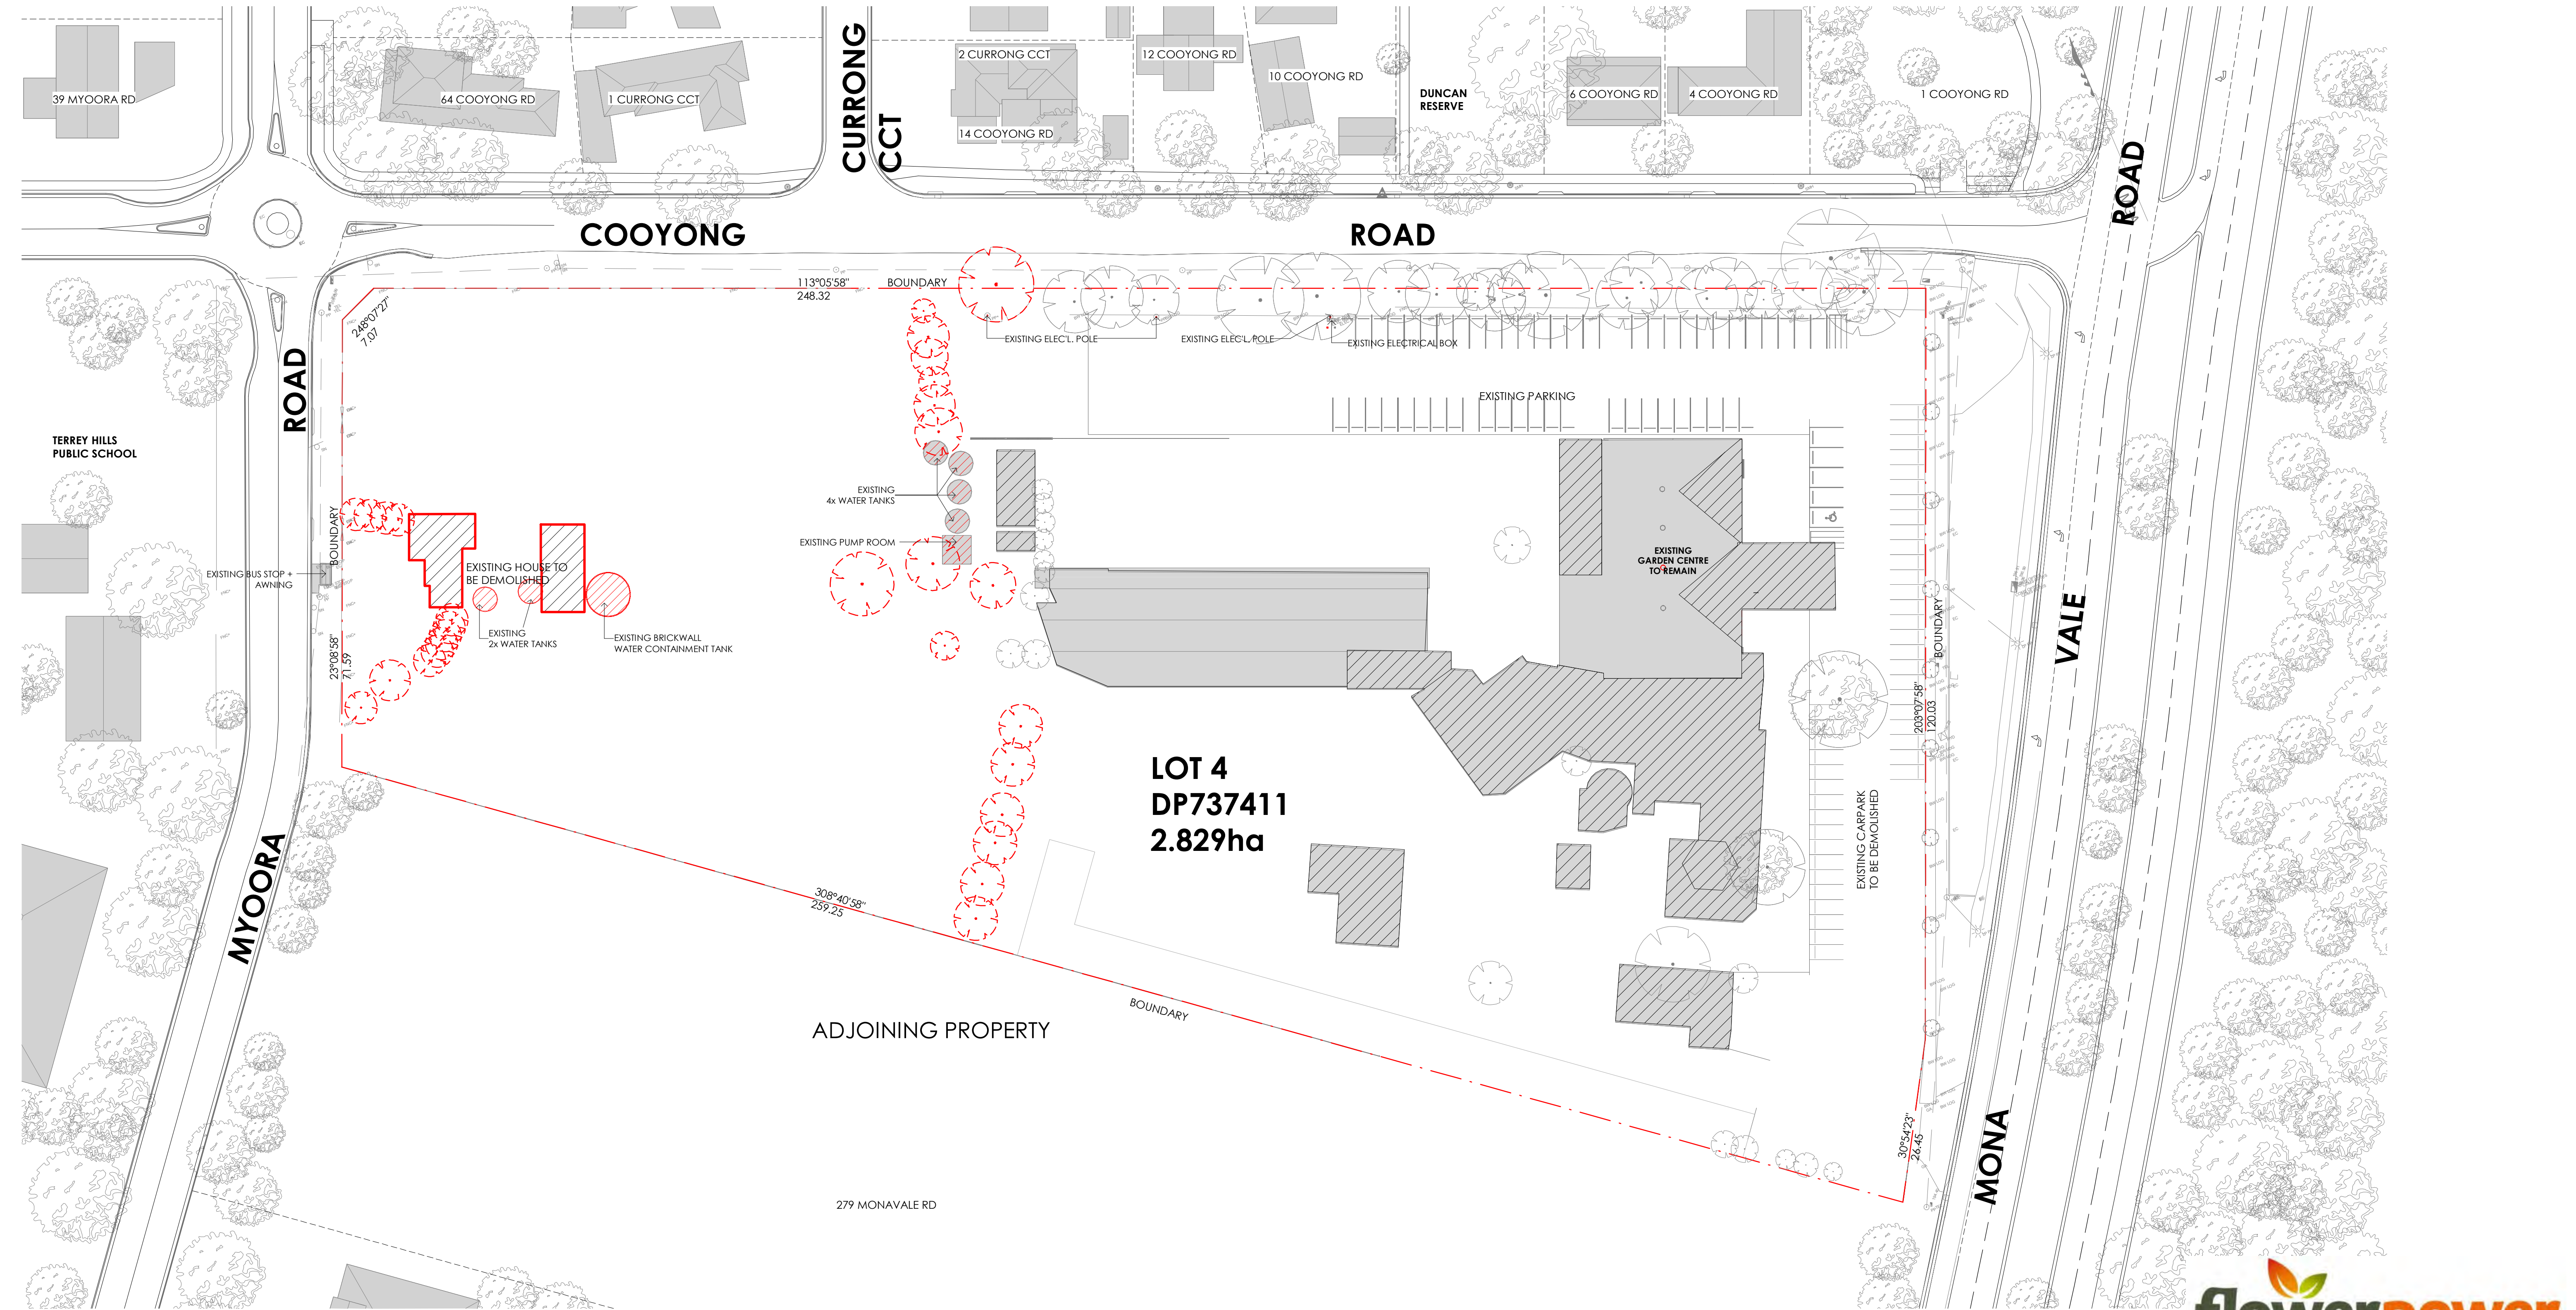 39 MYOORA RD
64 COOYONG RD
1 CURRONG CCT
CURRONG
CCT
2 CURRONG CCT
14 COOYONG RD
12 COOYONG RD
10 COOYONG RD
DUNCAN
RESERVE
6 COOYONG RD
4 COOYONG RD
1 COOYONG RD
COOYONG
ROAD
ROAD
113°05'58"
248.32
BOUNDARY
248°07'27"
7.07
EXISTING ELEC'L. POLE
EXISTING ELEC'L. POLE
EXISTING ELECTRICAL BOX
EXISTING PARKING
ROAD
TERREY HILLS
PUBLIC SCHOOL
BOUNDARY
EXISTING
4x WATER TANKS
EXISTING PUMP ROOM
EXISTING BUS STOP +
AWNING
EXISTING HOUSE TO
BE DEMOLISHED
EXISTING
2x WATER TANKS
EXISTING BRICKWALL
WATER CONTAINMENT TANK
23°08'58"
71.59
EXISTING
GARDEN CENTRE
TO REMAIN
BOUNDARY
VALE
203°07'58"
120.03
LOT 4
DP737411
2.829ha
EXISTING CARPARK
TO BE DEMOLISHED
MYOORA
308°40'58"
259.25
BOUNDARY
ADJOINING PROPERTY
30°54'23"
26.45
MONA
279 MONAVALE RD
flowerpower